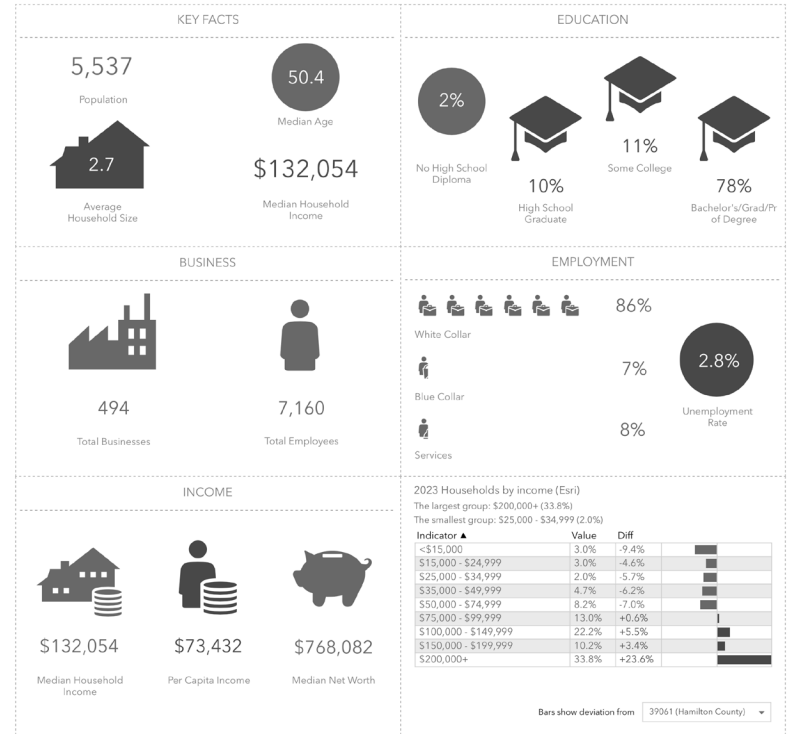 KEY FACTS
5,537
Population
50.4
Median Age
2.7
Average
Household Size
$132,054
Median Household
Income
EDUCATION
2%
No High School
Diploma
10%
High School
Graduate
11%
Some College
78%
Bachelor's/Grad/Pr
of Degree
BUSINESS
494
Total Businesses
7,160
Total Employees
EMPLOYMENT
86%
White Collar
7%
Blue Collar
8%
Services
2.8%
Unemployment
Rate
INCOME
$132,054
Median Household
Income
$73,432
Per Capita Income
$768,082
Median Net Worth
2023 Households by income (Esri)
The largest group: $200,000+ (33.8%)
The smallest group: $25,000 - $34,999 (2.0%)
Indicator ▲ Value Diff
<$15,000 3.0% -9.4%
$15,000 - $24,999 3.0% -4.6%
$25,000 - $34,999 2.0% -5.7%
$35,000 - $49,999 4.7% -6.2%
$50,000 - $74,999 8.2% -7.0%
$75,000 - $99,999 13.0% +0.6%
$100,000 - $149,999 22.2% +5.5%
$150,000 - $199,999 10.2% +3.4%
$200,000+ 33.8% +23.6%
Bars show deviation from 39061 (Hamilton County)